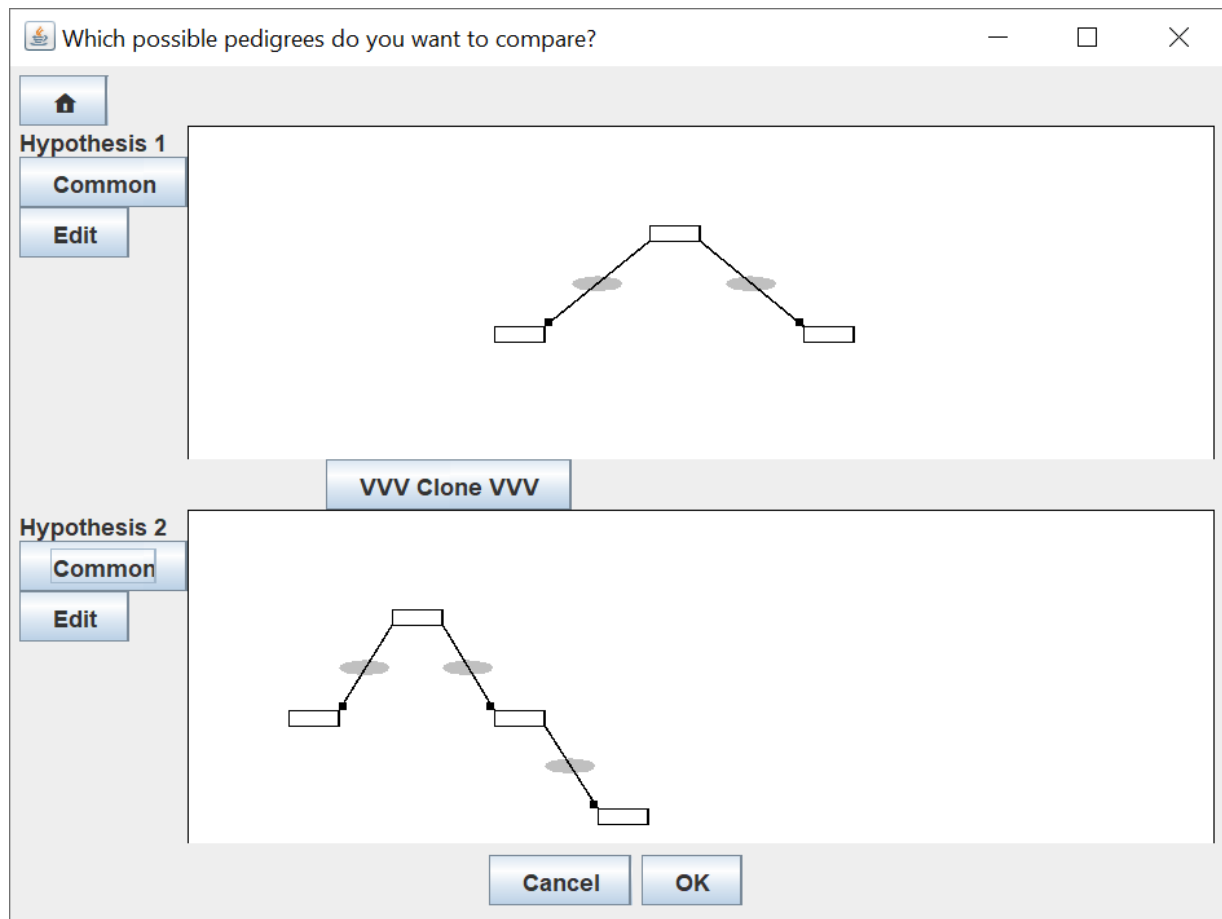 Which possible pedigrees do you want to compare?
Hypothesis 1
Common
Edit
VVV Clone VVV
Hypothesis 2
Common
Edit
Cancel OK